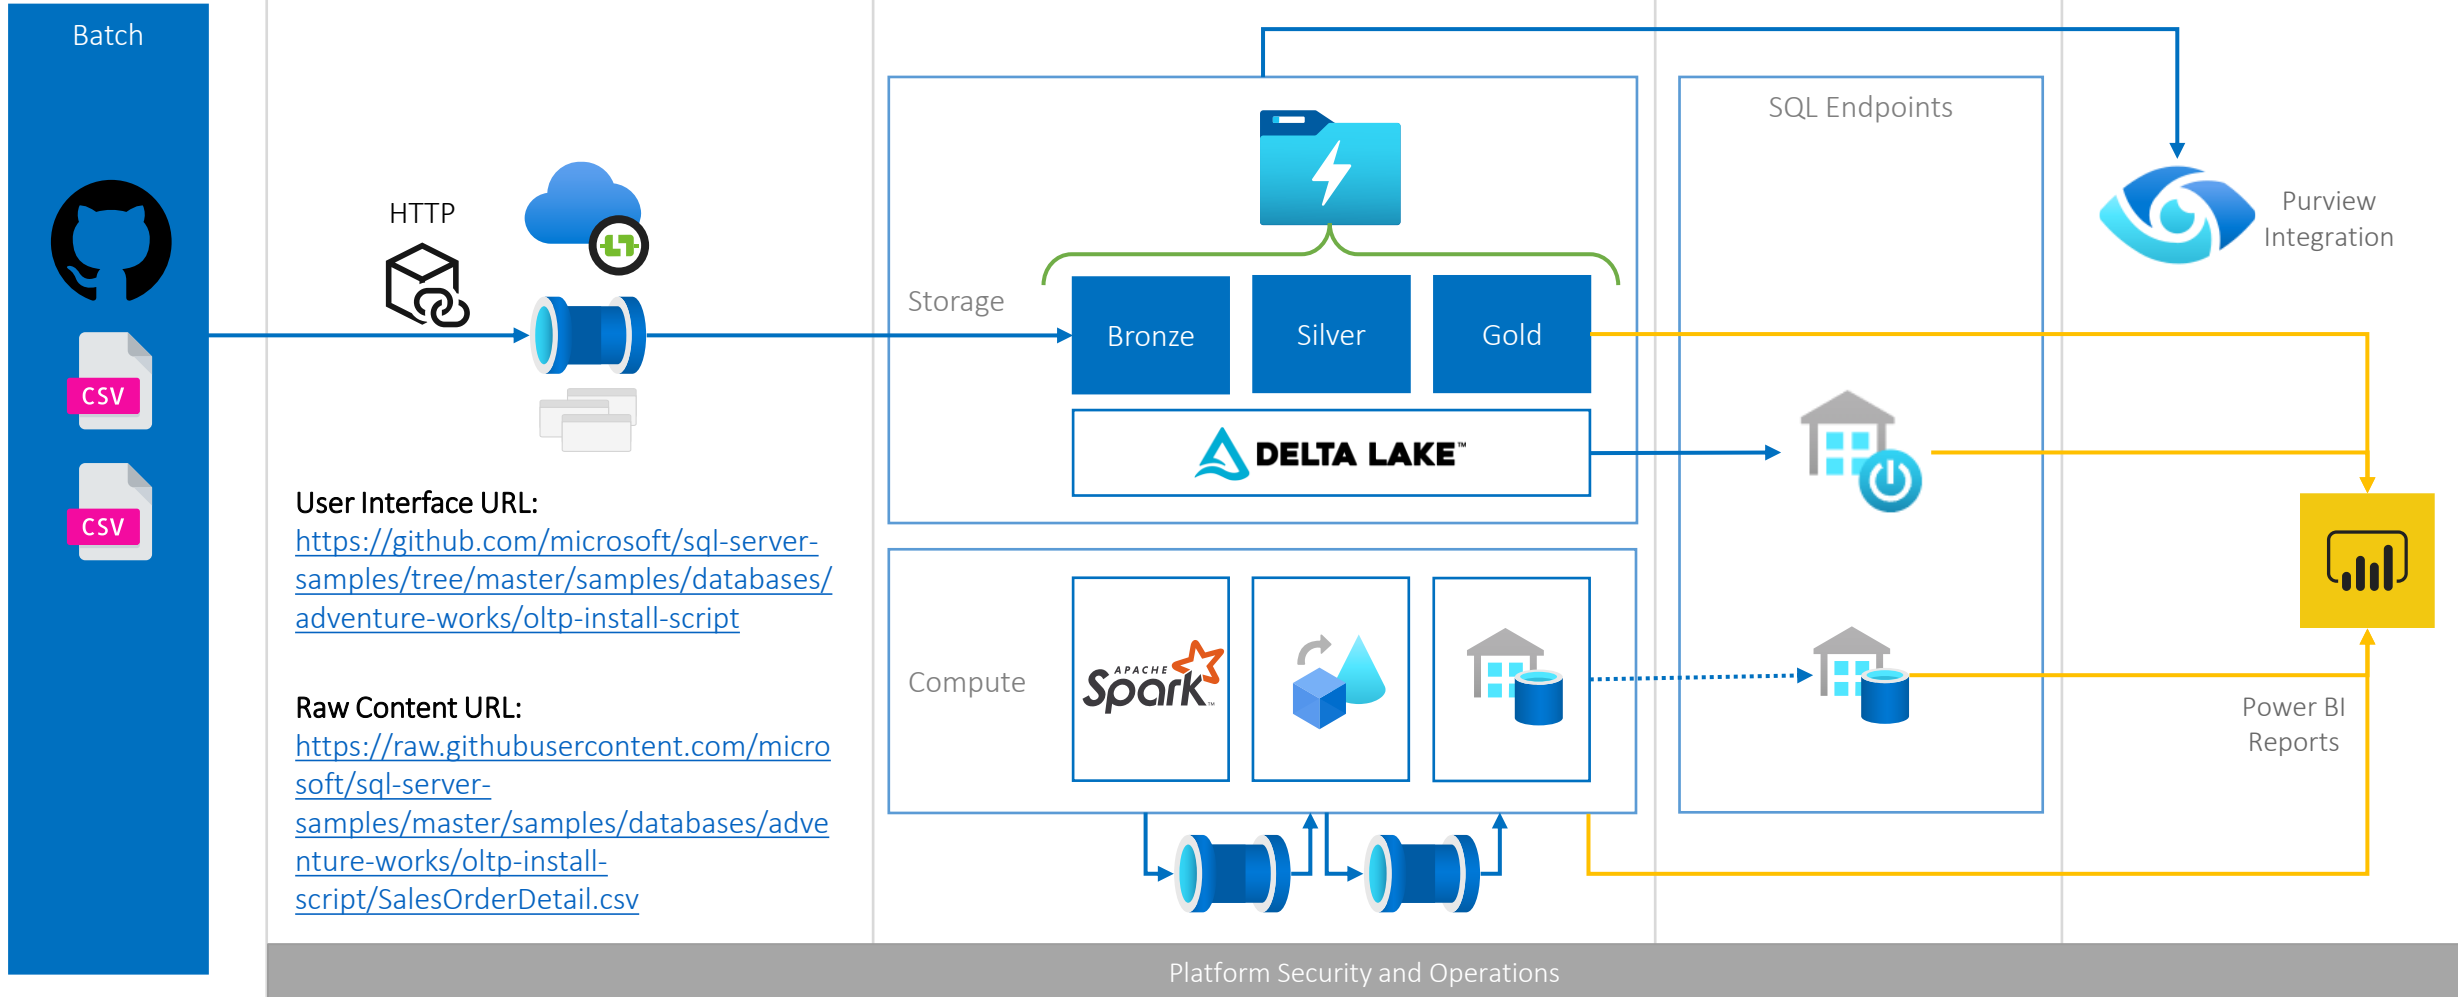 Batch
CSV
CSV
HTTP
User Interface URL:
https://github.com/microsoft/sql-server-
samples/tree/master/samples/databases/
adventure-works/oltp-install-script
Raw Content URL:
https://raw.githubusercontent.com/micro
soft/sql-server-
samples/master/samples/databases/adve
nture-works/oltp-install-
script/SalesOrderDetail.csv
Storage
Bronze
Silver
Gold
DELTA LAKE™
Compute
APACHE
Spark™
SQL Endpoints
Purview
Integration
Power BI
Reports
Platform Security and Operations